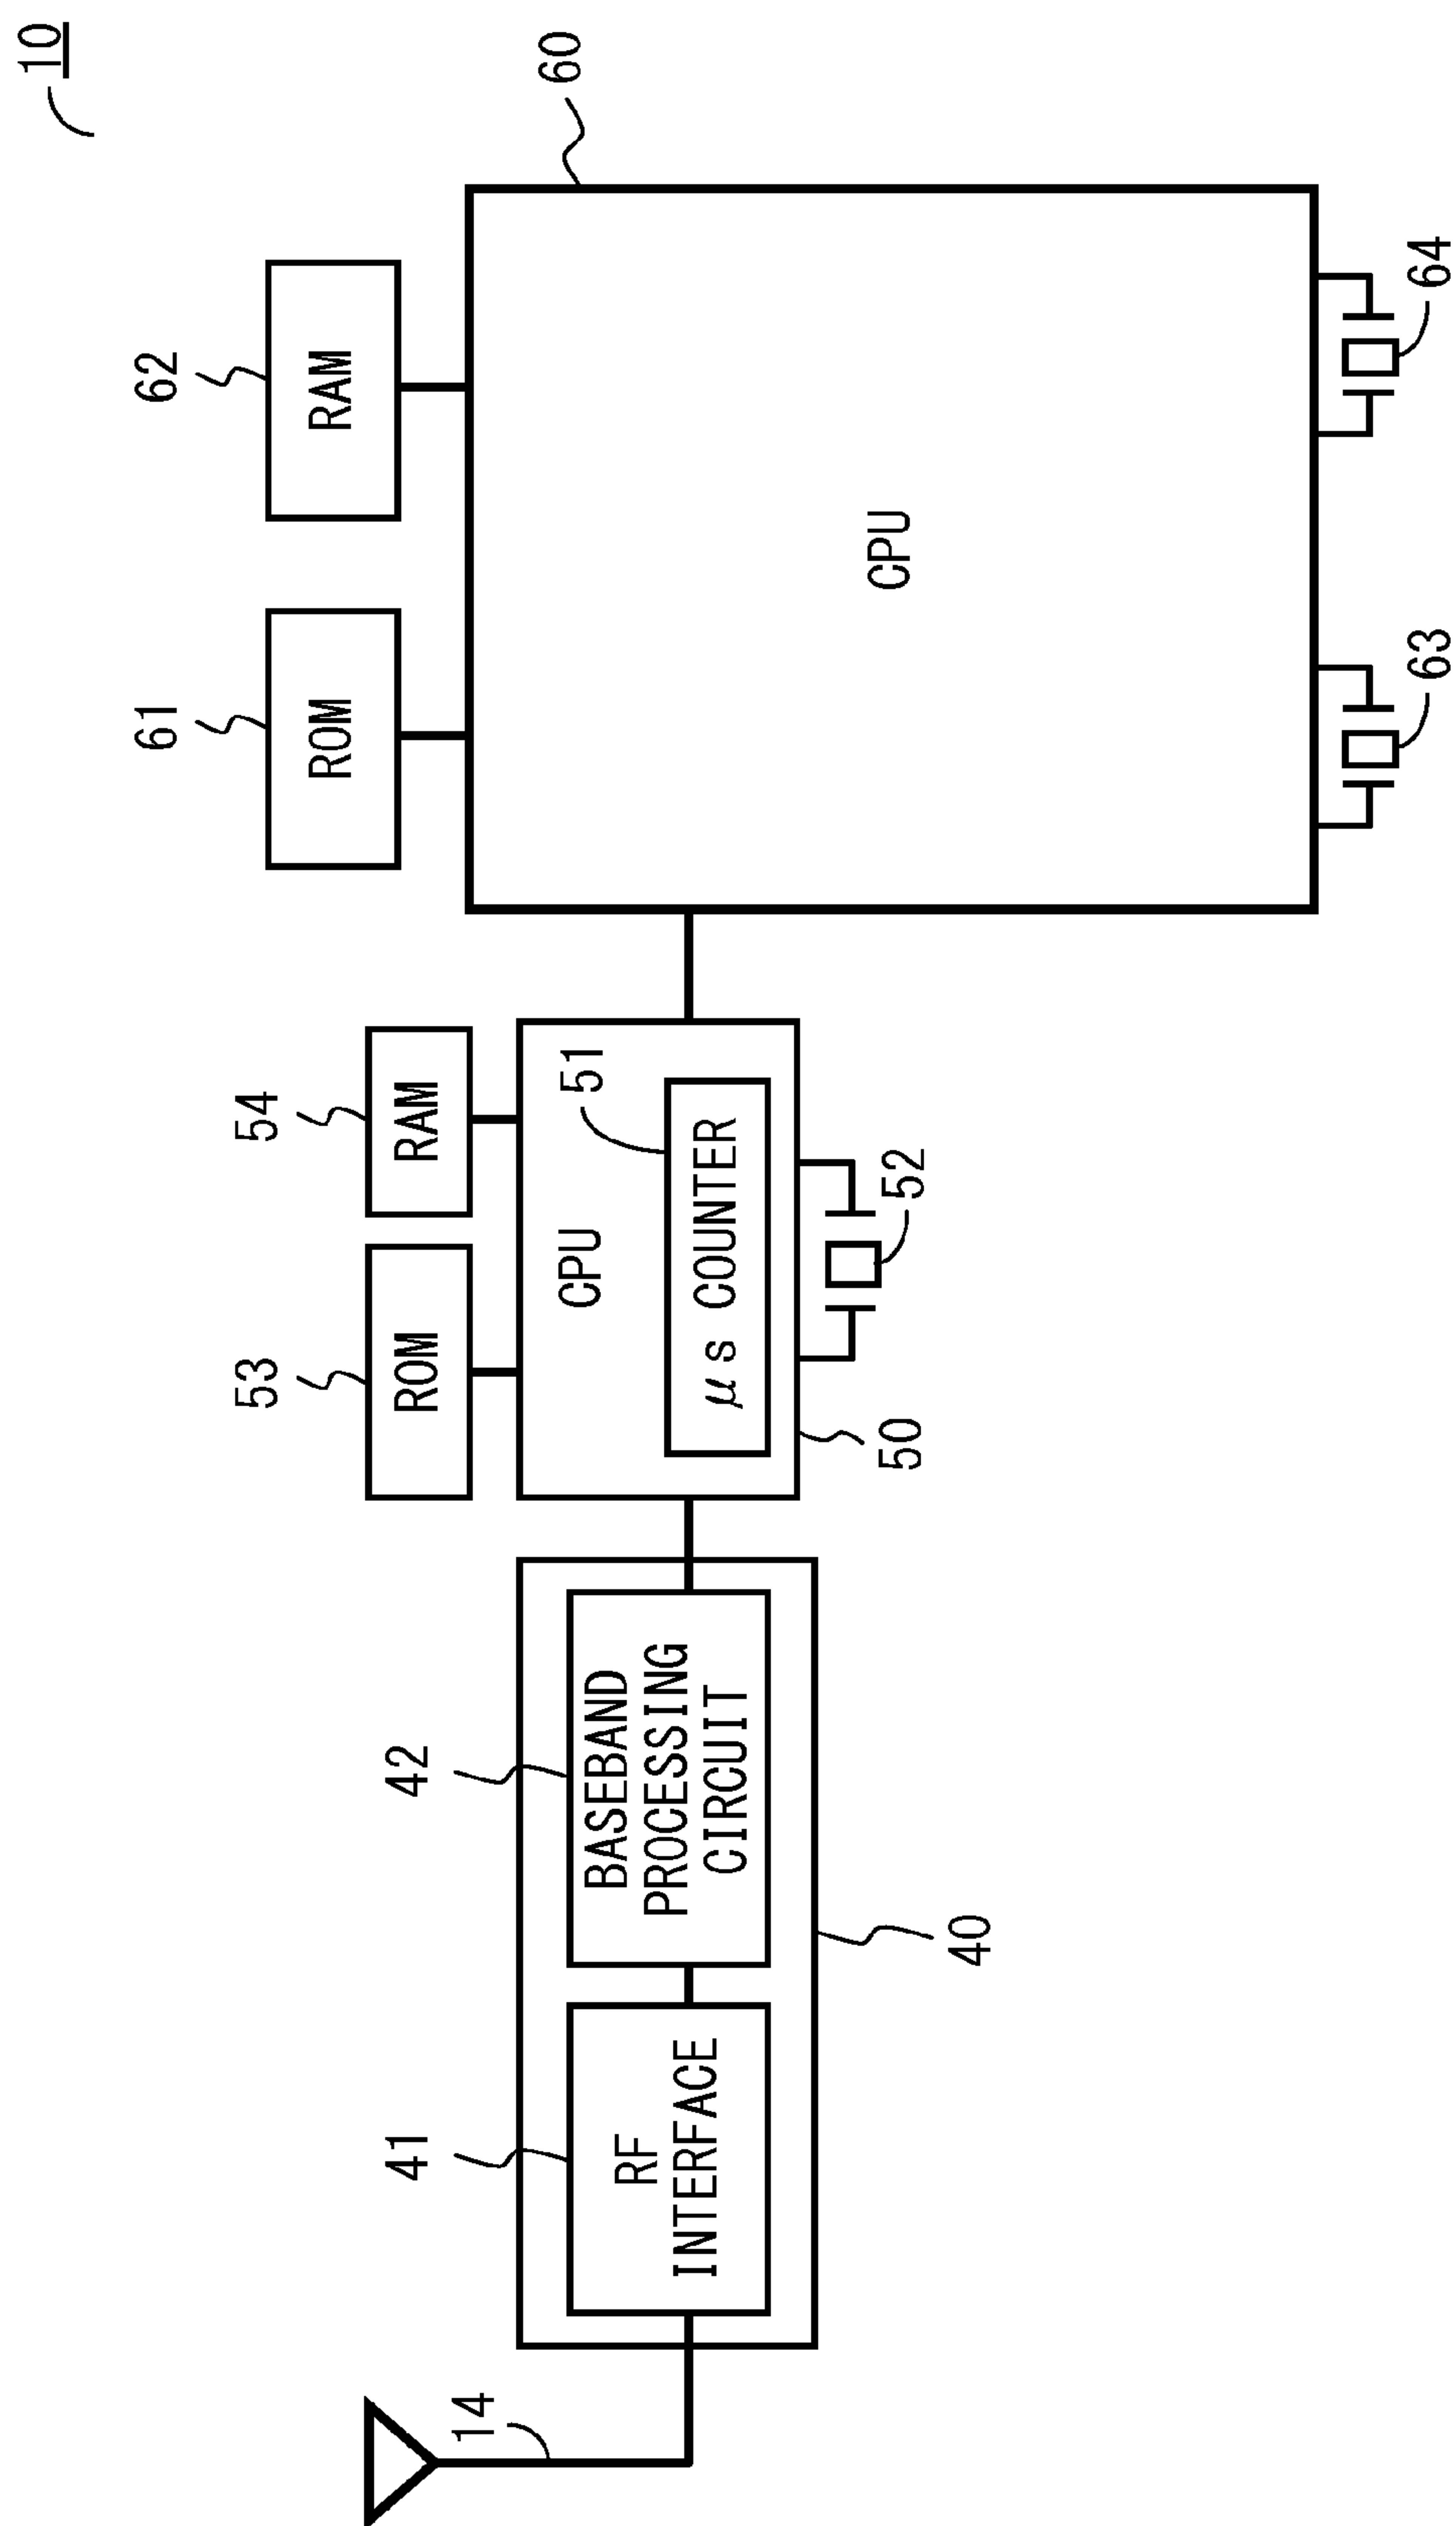 10
60
62
RAM
61
ROM
CPU
64
63
54
RAM
53
ROM
CPU
51
μs COUNTER
52
50
42
BASEBAND
PROCESSING
CIRCUIT
41
RF
INTERFACE
40
14